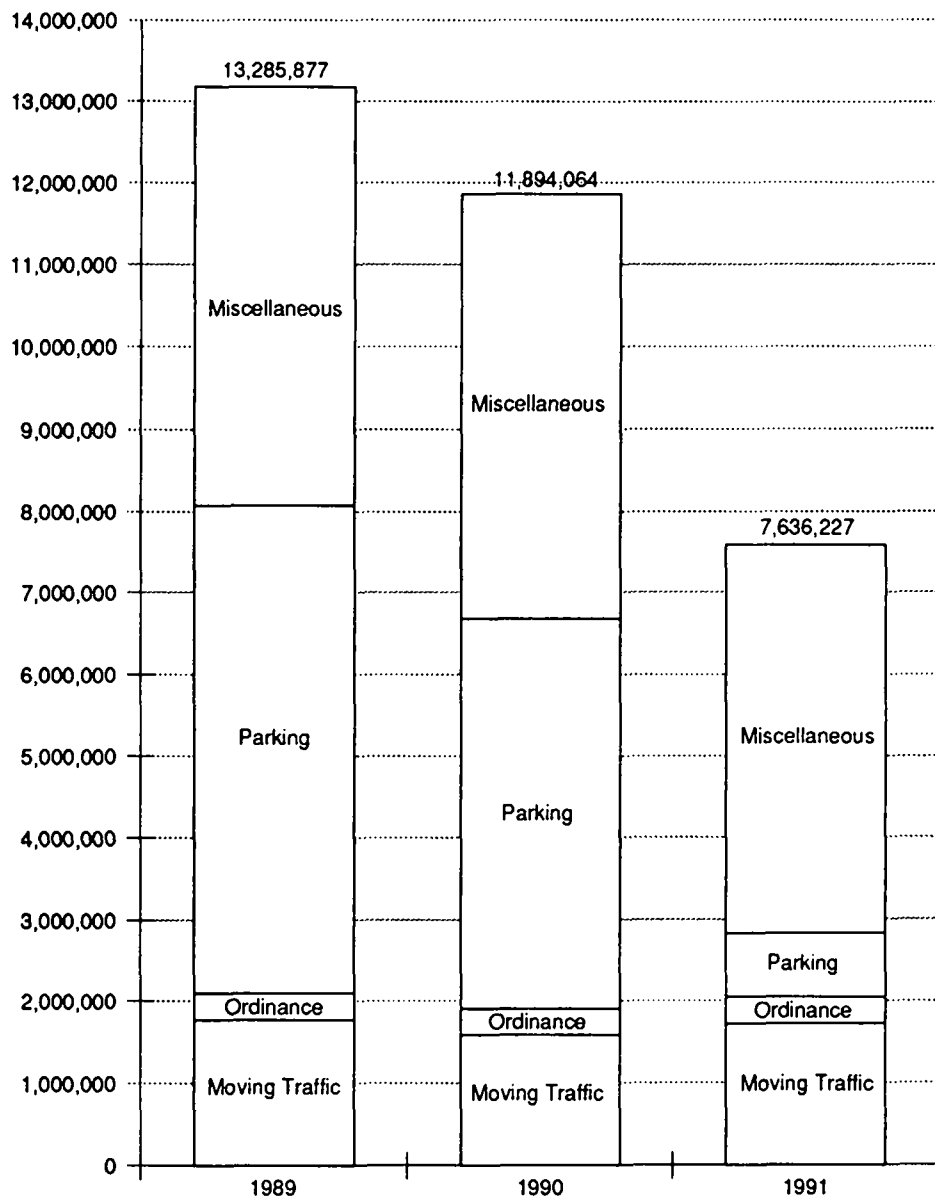 14,000,000
13,285,877
13,000,000
12,000,000
11,894,064
11,000,000
Miscellaneous
10,000,000
Miscellaneous
9,000,000
8,000,000
7,636,227
7,000,000
6,000,000
Parking
Miscellaneous
5,000,000
Parking
4,000,000
3,000,000
Parking
2,000,000
Ordinance
Ordinance
Ordinance
1,000,000
Moving Traffic
Moving Traffic
Moving Traffic
0
1989
1990
1991